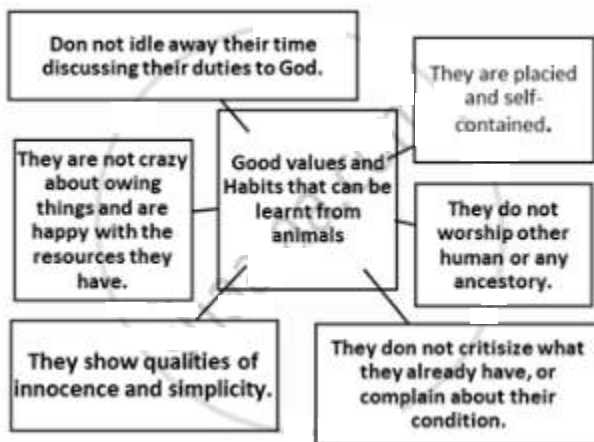 Don not idle away their time
discussing their duties to God.
They are placied
and self-
contained.
They are not crazy
about owing
things and are
happy with the
resources they
have.
Good values and
Habits that can be
learnt from
animals
They do not
worship other
human or any
ancestory.
They show qualities of
innocence and simplicity.
They don not critisize what
they already have, or
complain about their
condition.